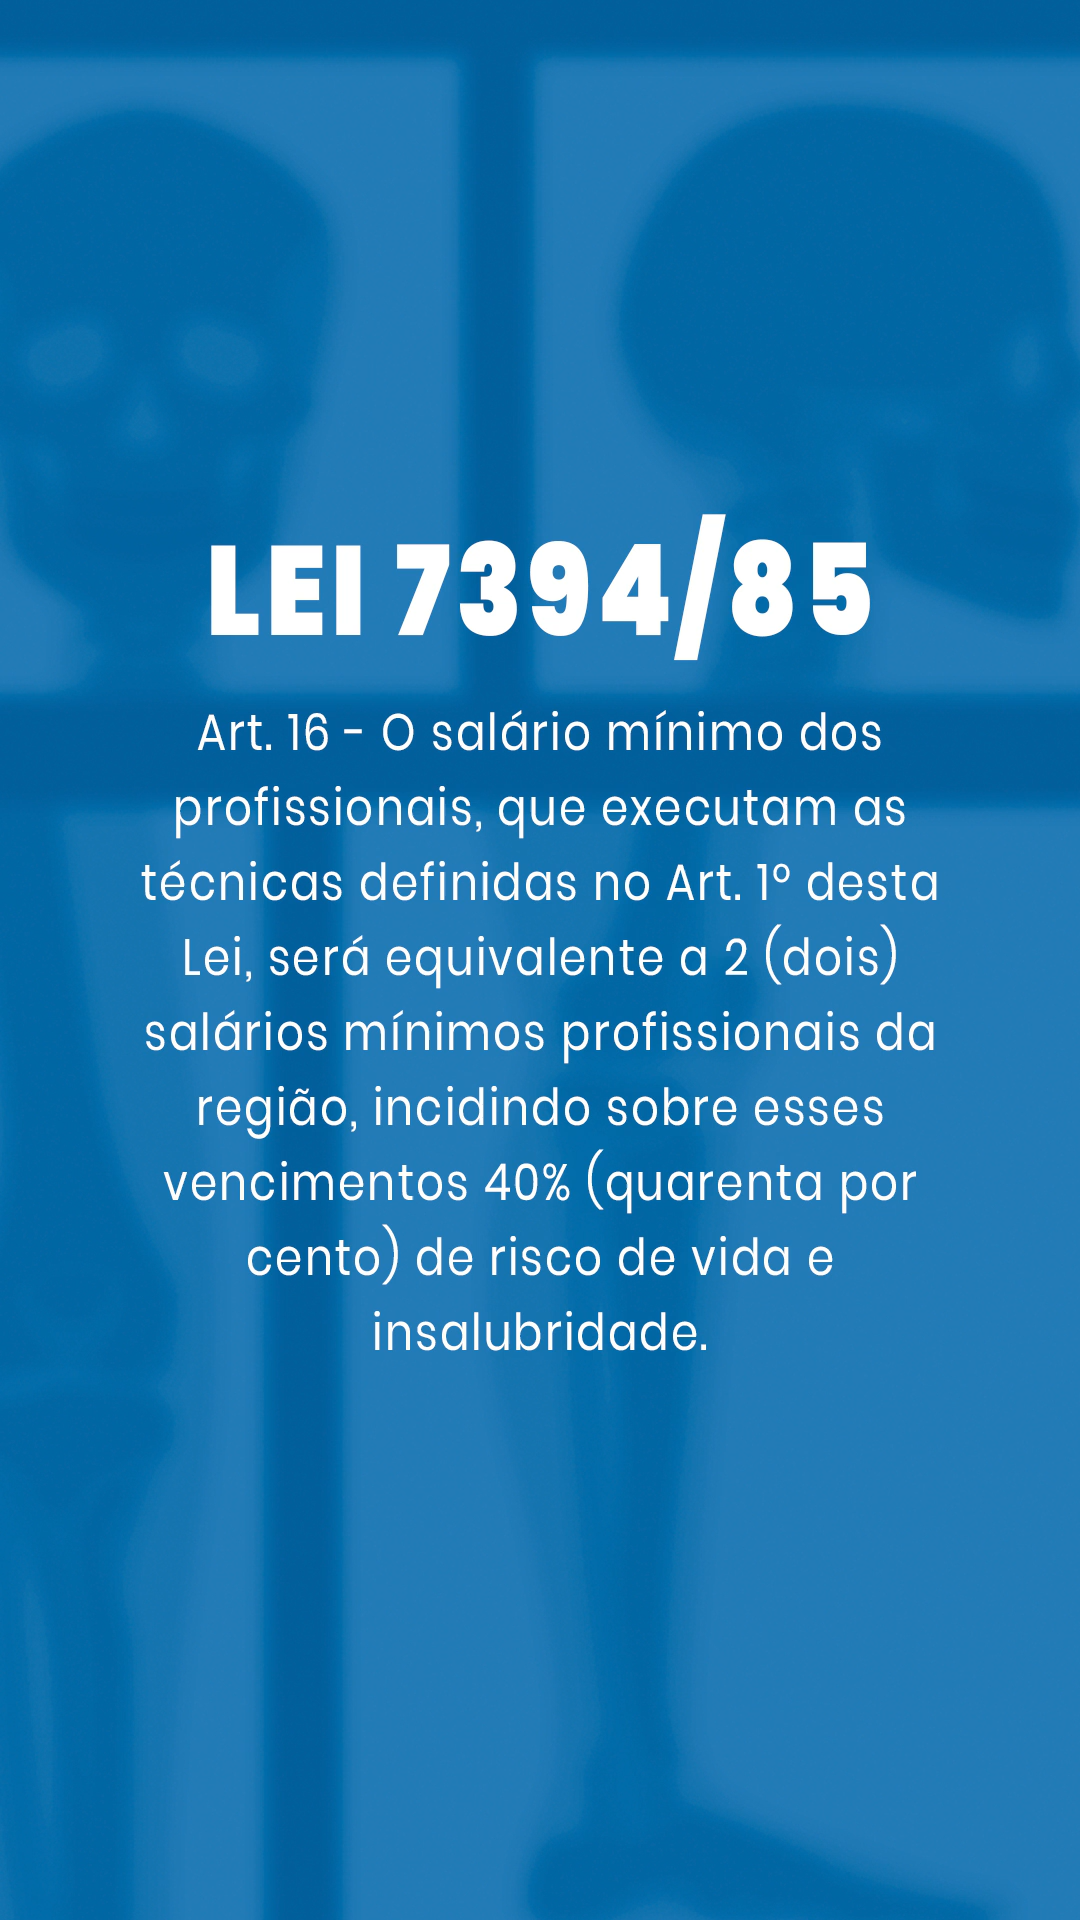 LEI 7394/85
Art. 16 - O salário mínimo dos
profissionais, que executam as
técnicas definidas no Art. 1º desta
Lei, será equivalente a 2 (dois)
salários mínimos profissionais da
região, incidindo sobre esses
vencimentos 40% (quarenta por
cento) de risco de vida e
insalubridade.